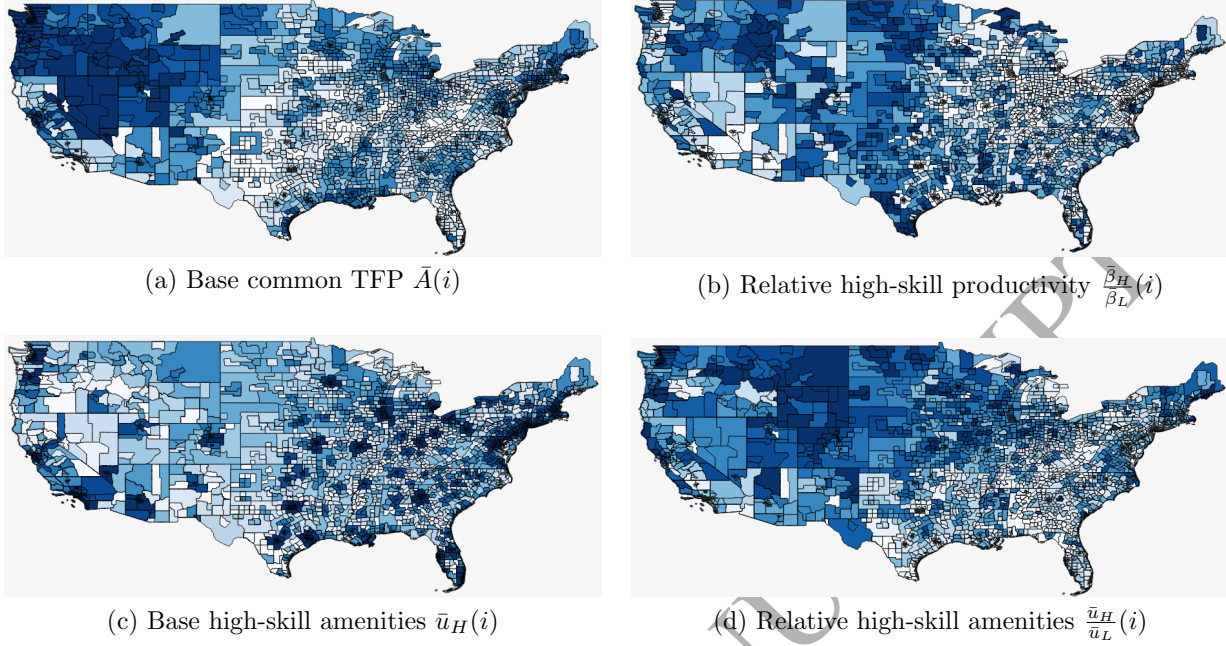 (a) Base common TFP Ā(i)
(b) Relative high-skill productivity β̄_H/β̄_L(i)
(c) Base high-skill amenities ū_H(i)
(d) Relative high-skill amenities ū_H/ū_L(i)